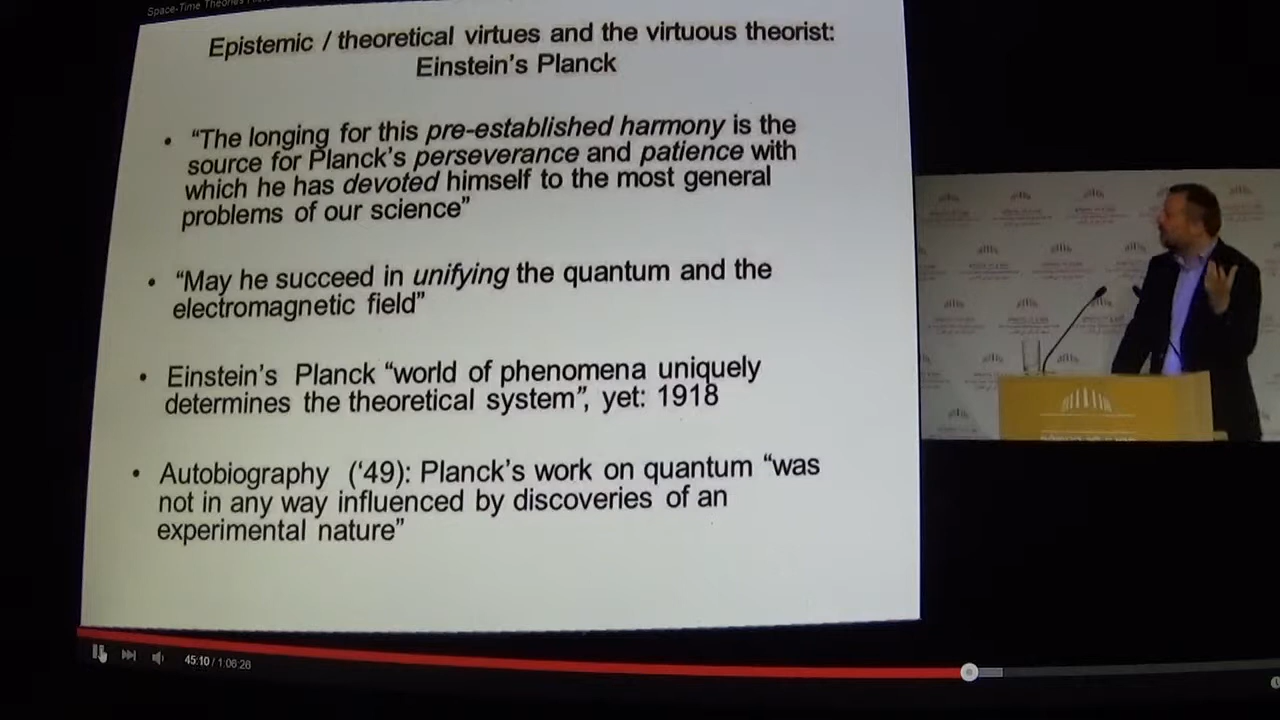 Space-Time Theories
Epistemic / theoretical virtues and the virtuous theorist:
Einstein's Planck
• "The longing for this pre-established harmony is the
source for Planck's perseverance and patience with
which he has devoted himself to the most general
problems of our science"
• "May he succeed in unifying the quantum and the
electromagnetic field"
• Einstein's Planck "world of phenomena uniquely
determines the theoretical system", yet: 1918
• Autobiography ('49): Planck's work on quantum "was
not in any way influenced by discoveries of an
experimental nature"
45:10 / 1:06:26